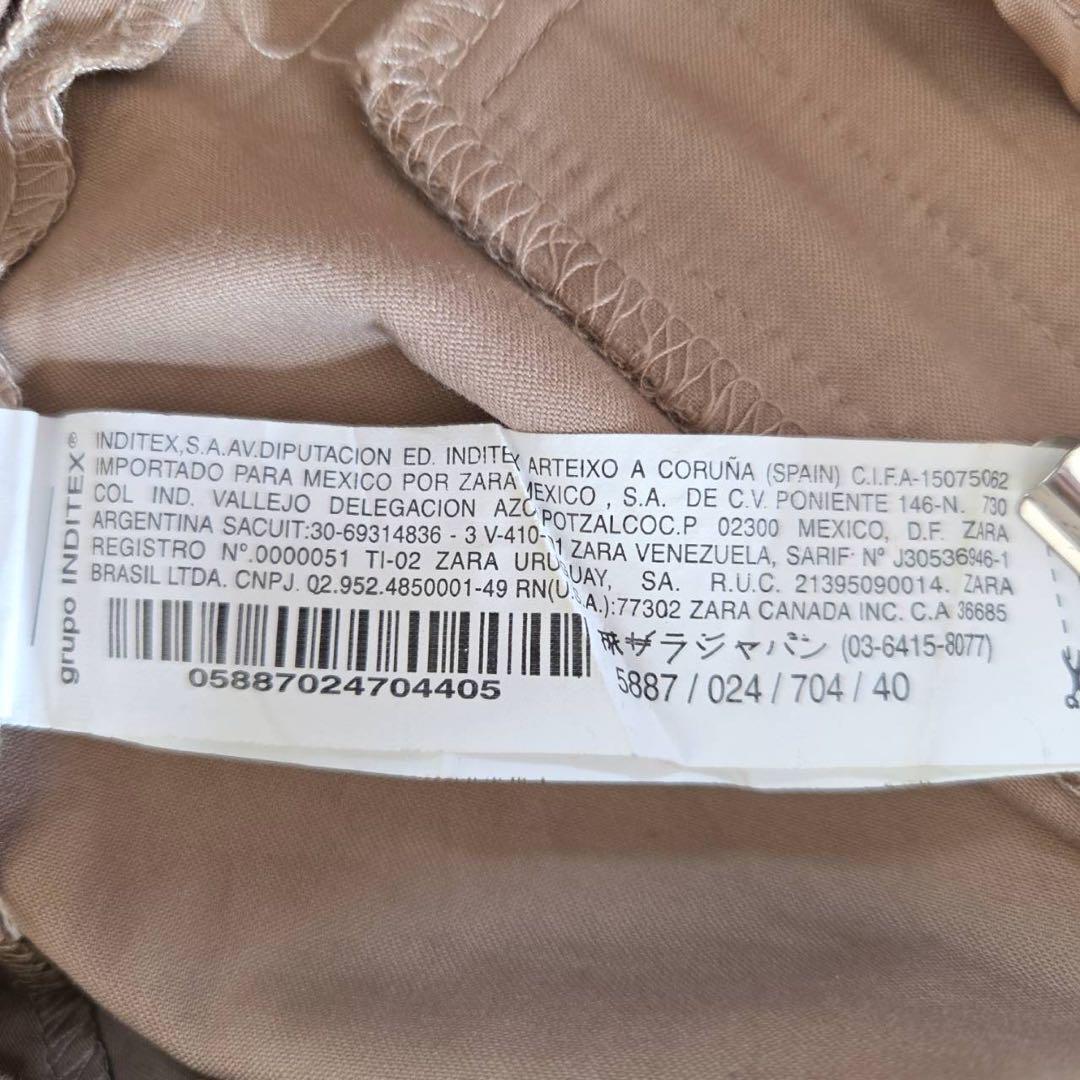 grupo INDITEX®
INDITEX,S.A.AV.DIPUTACION ED. INDITEX ARTEIXO A CORUÑA (SPAIN) C.I.F.A-15075062
IMPORTADO PARA MEXICO POR ZARA MEXICO , S.A. DE C.V. PONIENTE 146-N. 730
COL IND. VALLEJO DELEGACION AZCPOTZALCOC.P 02300 MEXICO, D.F. ZARA
ARGENTINA SACUIT:30-69314836 - 3 V-410- 1 ZARA VENEZUELA, SARIF· Nº J30536946-1
REGISTRO Nº.0000051 TI-02 ZARA URUGUAY, SA. R.U.C. 21395090014. ZARA
BRASIL LTDA. CNPJ. 02.952.4850001-49 RN(U.S.A.):77302 ZARA CANADA INC. C.A 36685
㈱ザラジャパン (03-6415-8077)
05887024704405
5887 / 024 / 704 / 40